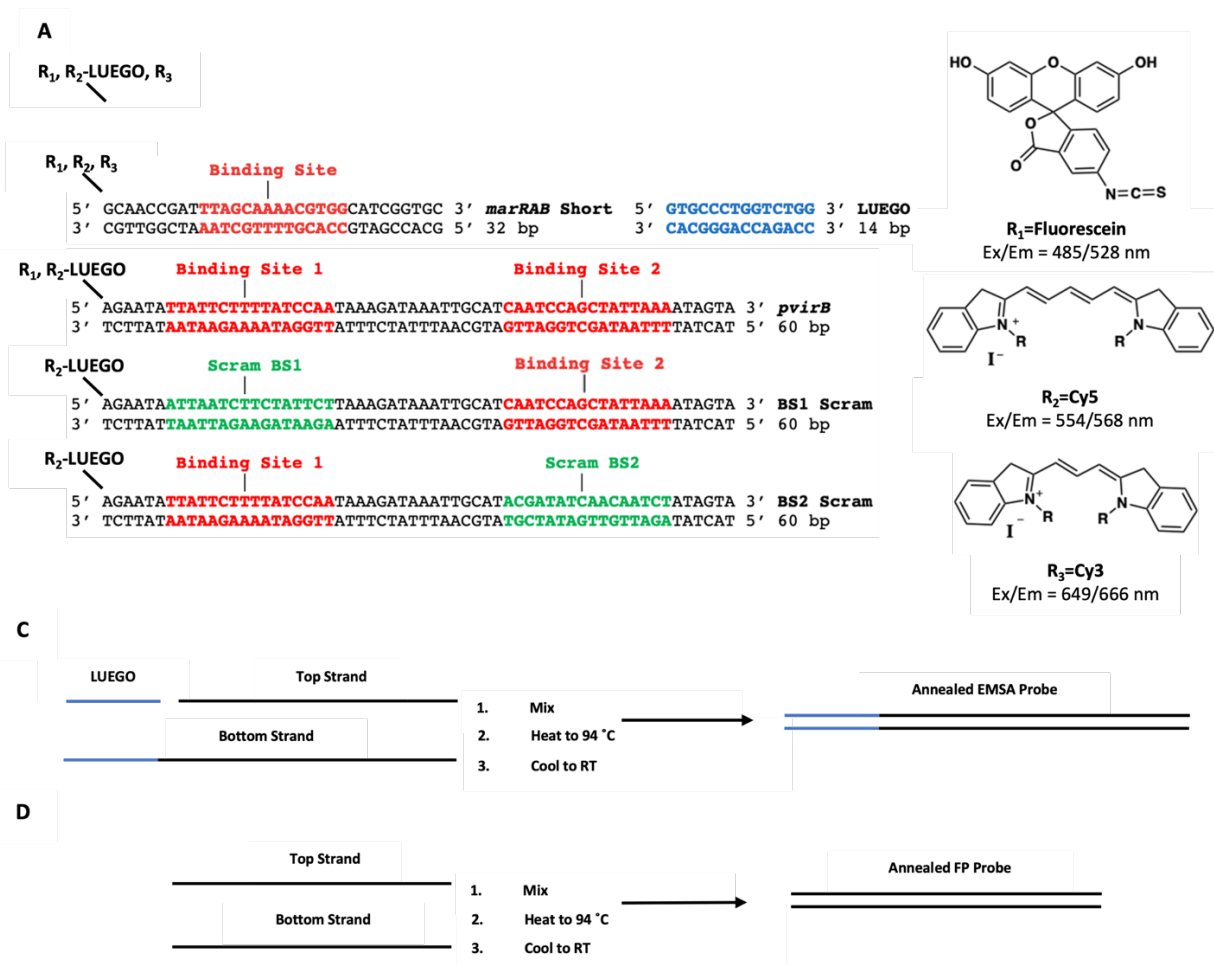 A
R₁, R₂-LUEGO, R₃
R₁, R₂, R₃
Binding Site
5′ GCAACCGATTTAGCAAAACGTGGCATCGGTGC 3′ marRAB Short 5′ GTGCCCTGGTCTGG 3′ LUEGO
3′ CGTTGGCTAAATCGTTTTGCACCGTAGCCACG 5′ 32 bp 3′ CACGGGACCAGACC 3′ 14 bp
R₁, R₂-LUEGO
Binding Site 1 Binding Site 2
5′ AGAATATTATTCTTTTATCCAATAAAGATAAATTGCATCAATCCAGCTATTAAAATAGTA 3′ pvirB
3′ TCTTATAATAAGAAAATAGGTTATTTCTATTTAACGTAGTTAGGTCGATAATTTTATCAT 5′ 60 bp
R₂-LUEGO
Scram BS1 Binding Site 2
5′ AGAATAATTAATCTTCTATTCTTAAAGATAAATTGCATCAATCCAGCTATTAAAATAGTA 3′ BS1 Scram
3′ TCTTATTAATTAGAAGATAAGAATTTCTATTTAACGTAGTTAGGTCGATAATTTTATCAT 5′ 60 bp
R₂-LUEGO
Binding Site 1 Scram BS2
5′ AGAATATTATTCTTTTATCCAATAAAGATAAATTGCATACGATATCAACAATCTATAGTA 3′ BS2 Scram
3′ TCTTATAATAAGAAAATAGGTTATTTCTATTTAACGTATGCTATAGTTGTTAGATATCAT 5′ 60 bp
HO O OH
O
O
N=C=S
R₁=Fluorescein
Ex/Em = 485/528 nm
N+ N
R R
I⁻
R₂=Cy5
Ex/Em = 554/568 nm
N+ N
R R
I⁻
R₃=Cy3
Ex/Em = 649/666 nm
C
LUEGO Top Strand
Bottom Strand
1. Mix
2. Heat to 94 ˚C
3. Cool to RT
Annealed EMSA Probe
D
Top Strand
Bottom Strand
1. Mix
2. Heat to 94 ˚C
3. Cool to RT
Annealed FP Probe